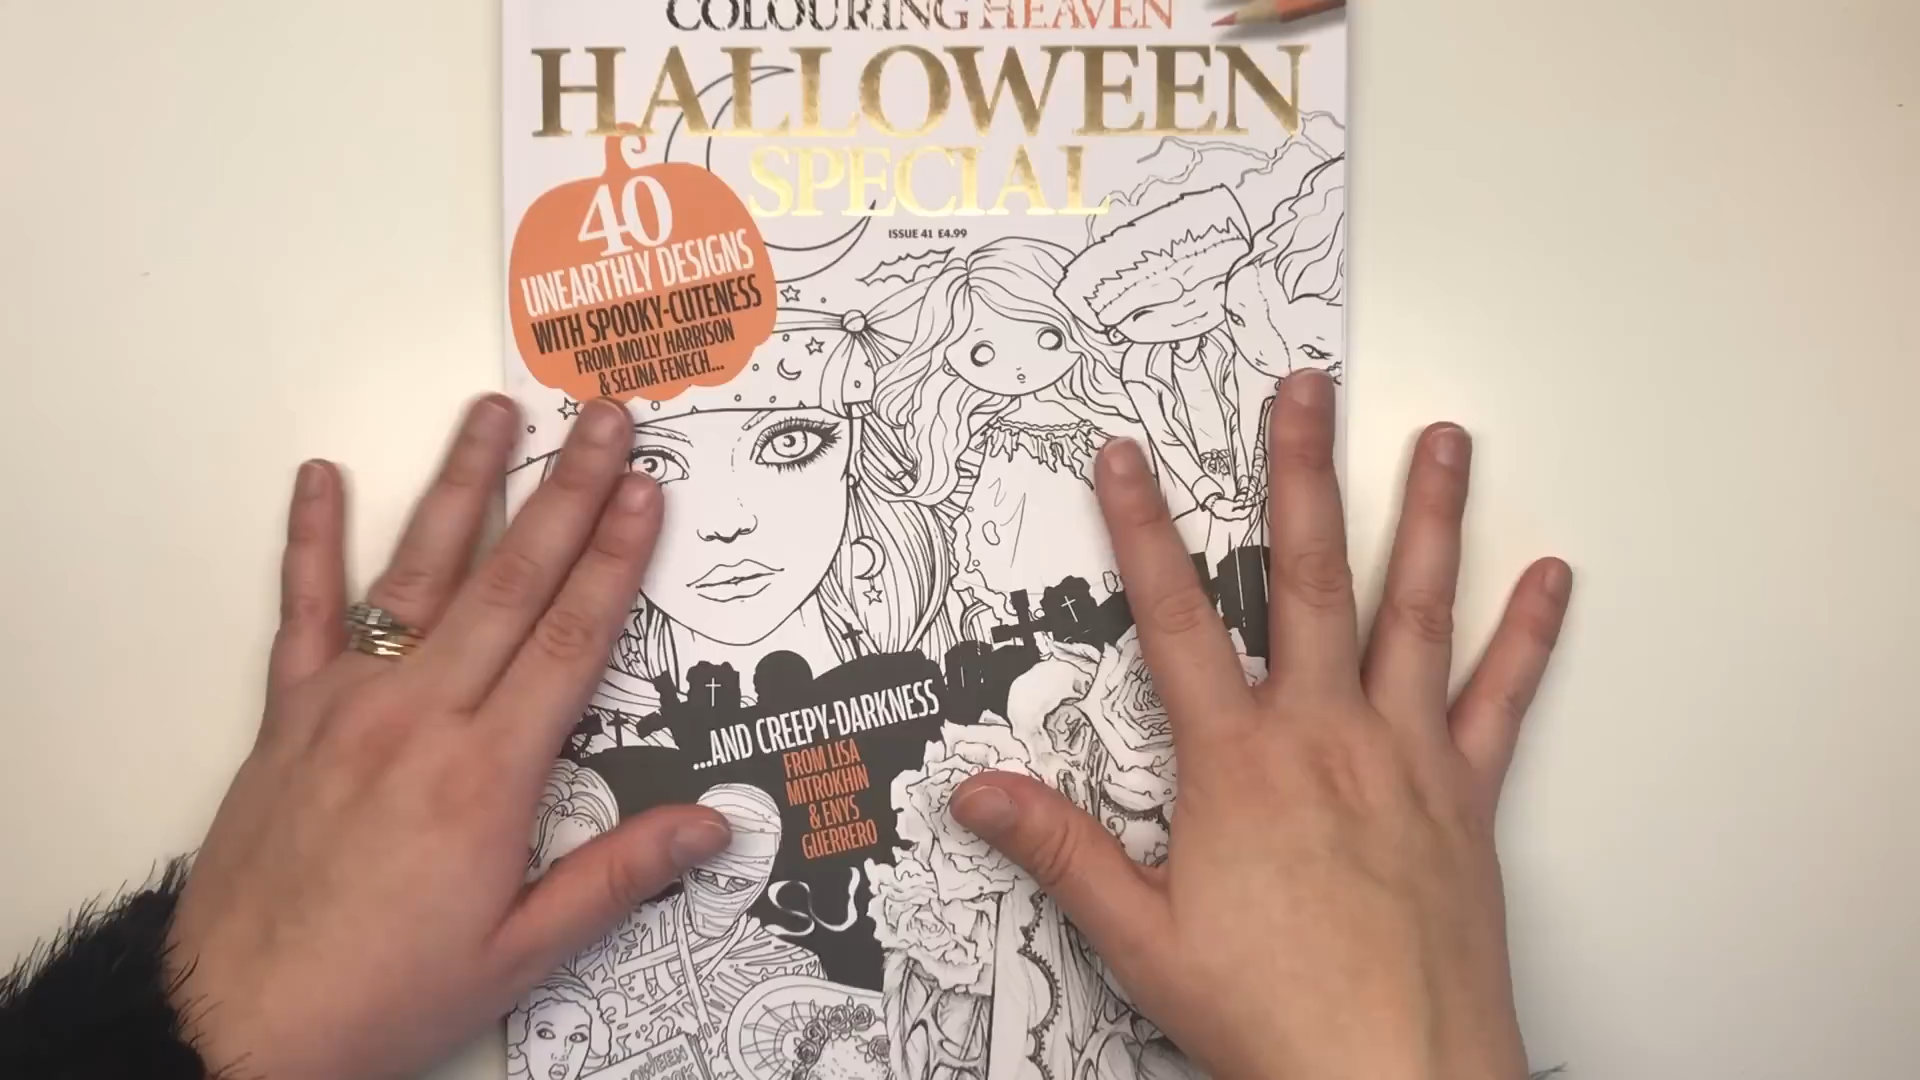 COLOURING HEAVEN
HALLOWEEN
SPECIAL
ISSUE 41 £4.99
40
UNEARTHLY DESIGNS
WITH SPOOKY-CUTENESS
FROM MOLLY HARRISON
& SELINA FENECH...
...AND CREEPY-DARKNESS
FROM LISA
MITROKHIN
& ENYS
GUERRERO